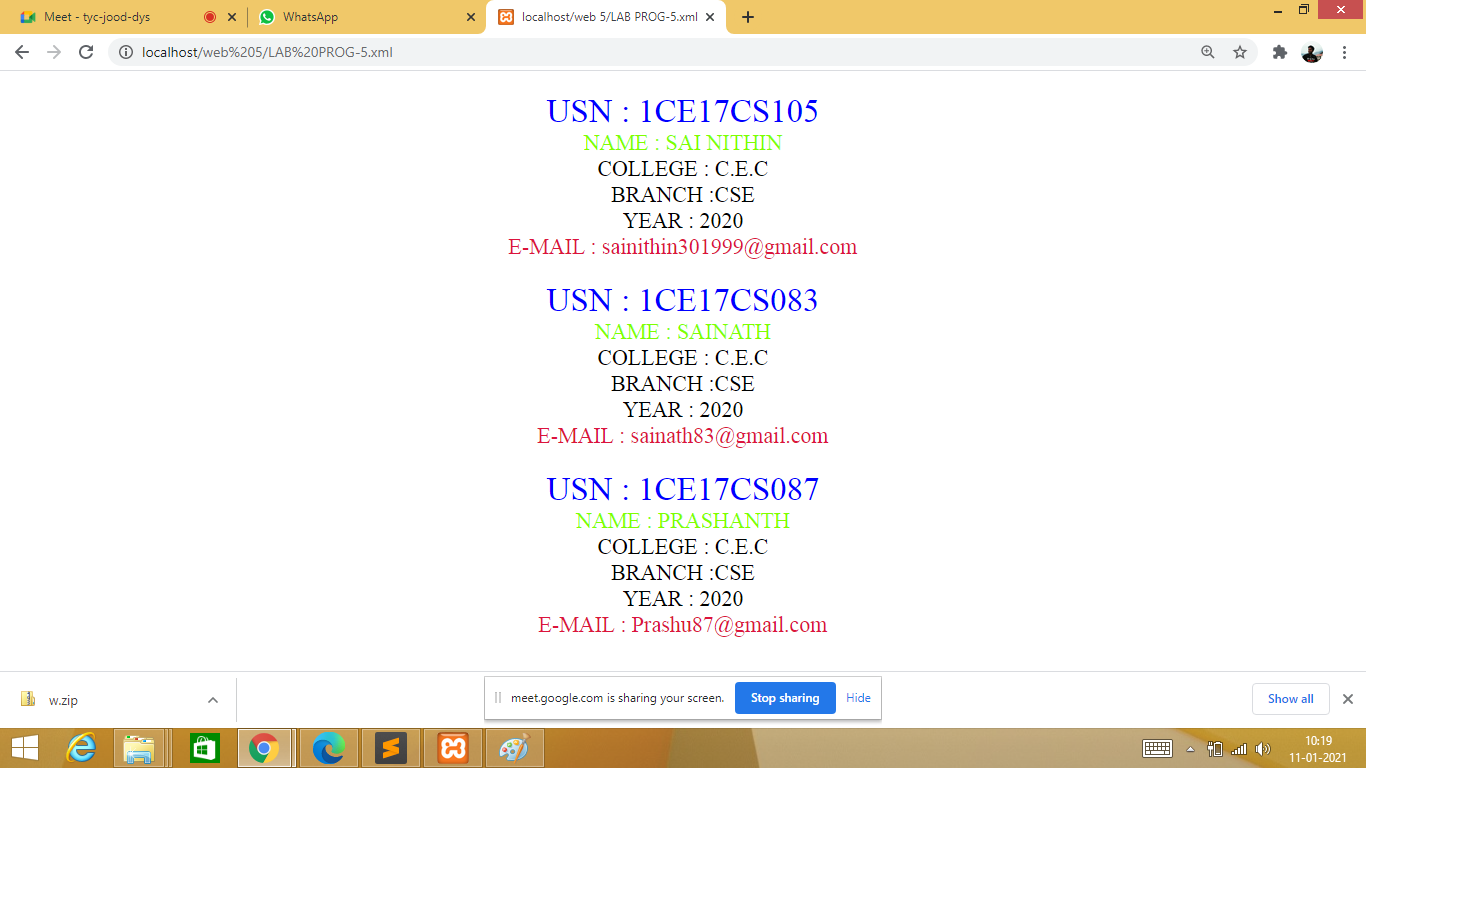 Meet - tyc-jood-dys
WhatsApp
localhost/web 5/LAB PROG-5.xml
localhost/web%205/LAB%20PROG-5.xml
USN : 1CE17CS105
NAME : SAI NITHIN
COLLEGE : C.E.C
BRANCH :CSE
YEAR : 2020
E-MAIL : sainithin301999@gmail.com
USN : 1CE17CS083
NAME : SAINATH
COLLEGE : C.E.C
BRANCH :CSE
YEAR : 2020
E-MAIL : sainath83@gmail.com
USN : 1CE17CS087
NAME : PRASHANTH
COLLEGE : C.E.C
BRANCH :CSE
YEAR : 2020
E-MAIL : Prashu87@gmail.com
w.zip
meet.google.com is sharing your screen.
Stop sharing
Hide
Show all
10:19
11-01-2021